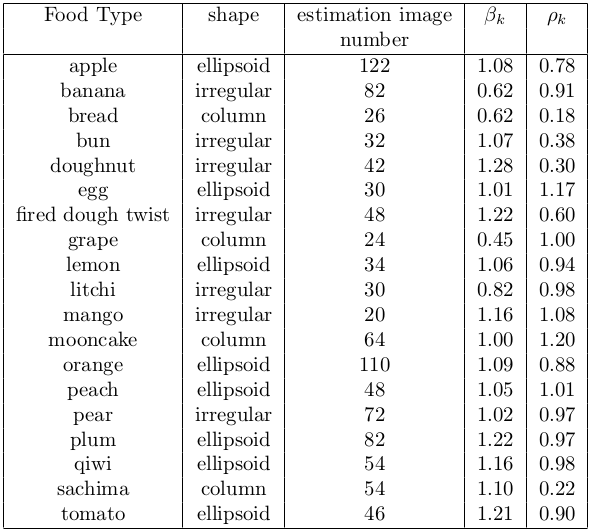 Food Type shape estimation image β_k ρ_k
number
apple ellipsoid 122 1.08 0.78
banana irregular 82 0.62 0.91
bread column 26 0.62 0.18
bun irregular 32 1.07 0.38
doughnut irregular 42 1.28 0.30
egg ellipsoid 30 1.01 1.17
fired dough twist irregular 48 1.22 0.60
grape column 24 0.45 1.00
lemon ellipsoid 34 1.06 0.94
litchi irregular 30 0.82 0.98
mango irregular 20 1.16 1.08
mooncake column 64 1.00 1.20
orange ellipsoid 110 1.09 0.88
peach ellipsoid 48 1.05 1.01
pear irregular 72 1.02 0.97
plum ellipsoid 82 1.22 0.97
qiwi ellipsoid 54 1.16 0.98
sachima column 54 1.10 0.22
tomato ellipsoid 46 1.21 0.90